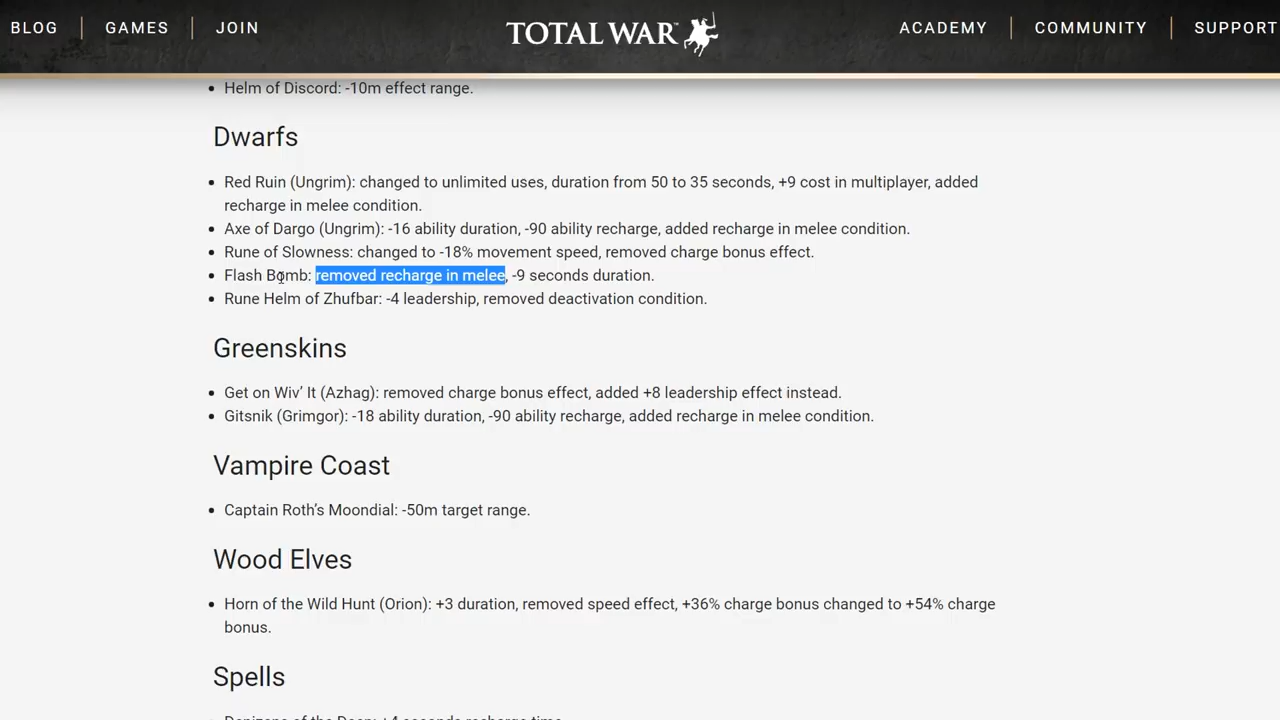 BLOG GAMES JOIN TOTAL WAR™ ACADEMY COMMUNITY SUPPORT
Helm of Discord: -10m effect range.
Dwarfs
Red Ruin (Ungrim): changed to unlimited uses, duration from 50 to 35 seconds, +9 cost in multiplayer, added
recharge in melee condition.
Axe of Dargo (Ungrim): -16 ability duration, -90 ability recharge, added recharge in melee condition.
Rune of Slowness: changed to -18% movement speed, removed charge bonus effect.
Flash Bomb: removed recharge in melee, -9 seconds duration.
Rune Helm of Zhufbar: -4 leadership, removed deactivation condition.
Greenskins
Get on Wiv’ It (Azhag): removed charge bonus effect, added +8 leadership effect instead.
Gitsnik (Grimgor): -18 ability duration, -90 ability recharge, added recharge in melee condition.
Vampire Coast
Captain Roth’s Moondial: -50m target range.
Wood Elves
Horn of the Wild Hunt (Orion): +3 duration, removed speed effect, +36% charge bonus changed to +54% charge
bonus.
Spells